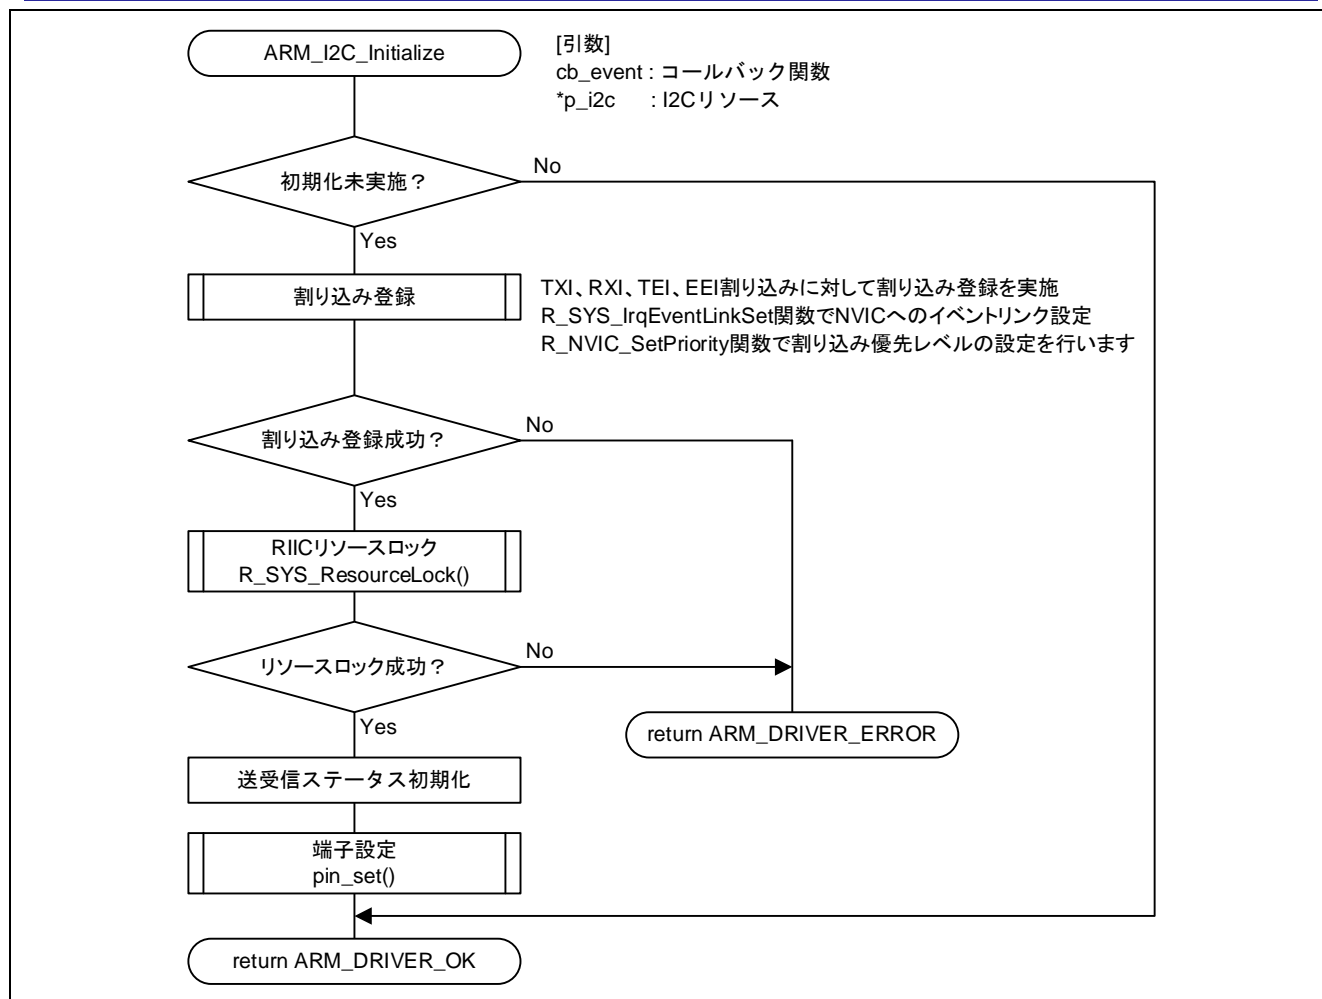 ARM_I2C_Initialize
[引数]
cb_event : コールバック関数
*p_i2c : I2Cリソース
初期化未実施？
No
Yes
割り込み登録
TXI、RXI、TEI、EEI割り込みに対して割り込み登録を実施
R_SYS_IrqEventLinkSet関数でNVICへのイベントリンク設定
R_NVIC_SetPriority関数で割り込み優先レベルの設定を行います
割り込み登録成功？
No
Yes
RIICリソースロック
R_SYS_ResourceLock()
リソースロック成功？
No
Yes
return ARM_DRIVER_ERROR
送受信ステータス初期化
端子設定
pin_set()
return ARM_DRIVER_OK